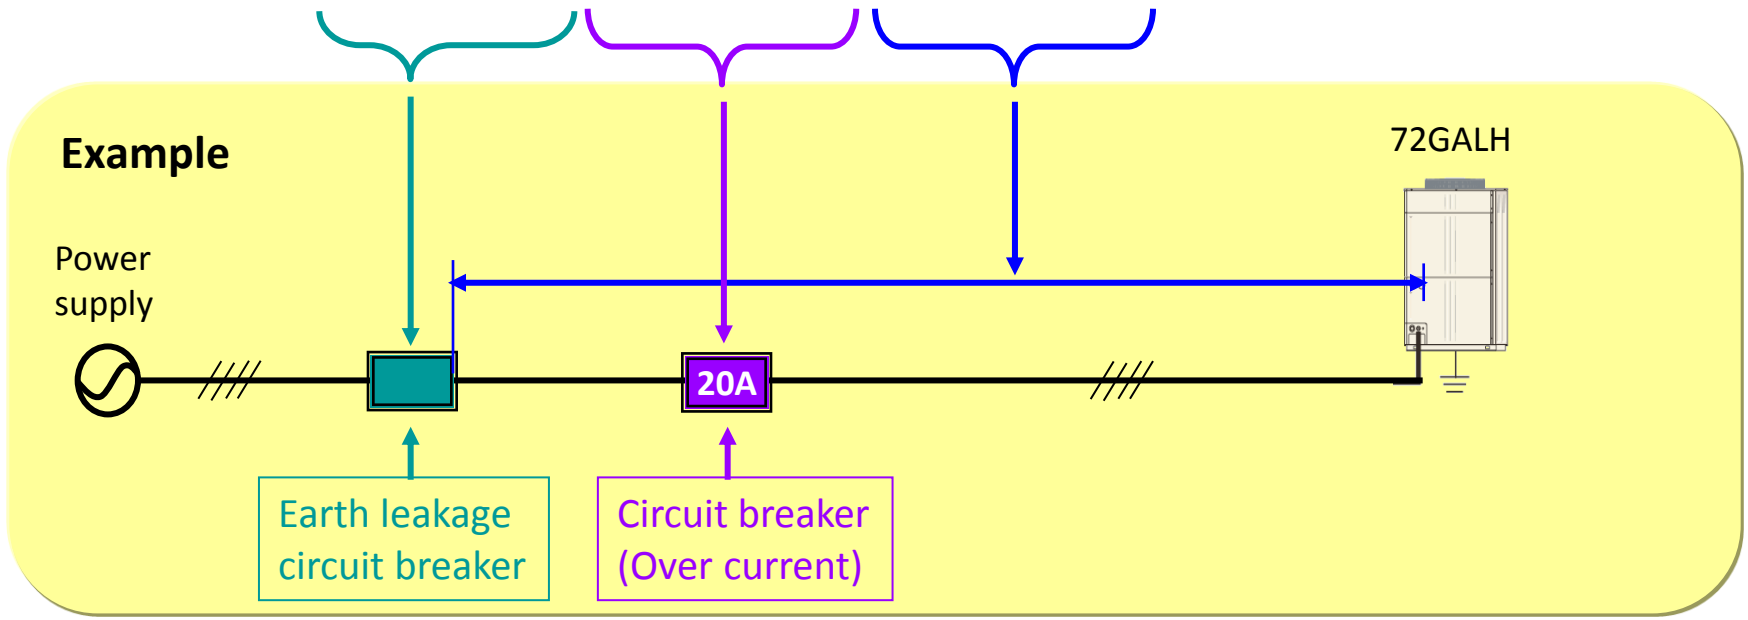 Example
72GALH
Power
supply
20A
Earth leakage
circuit breaker
Circuit breaker
(Over current)